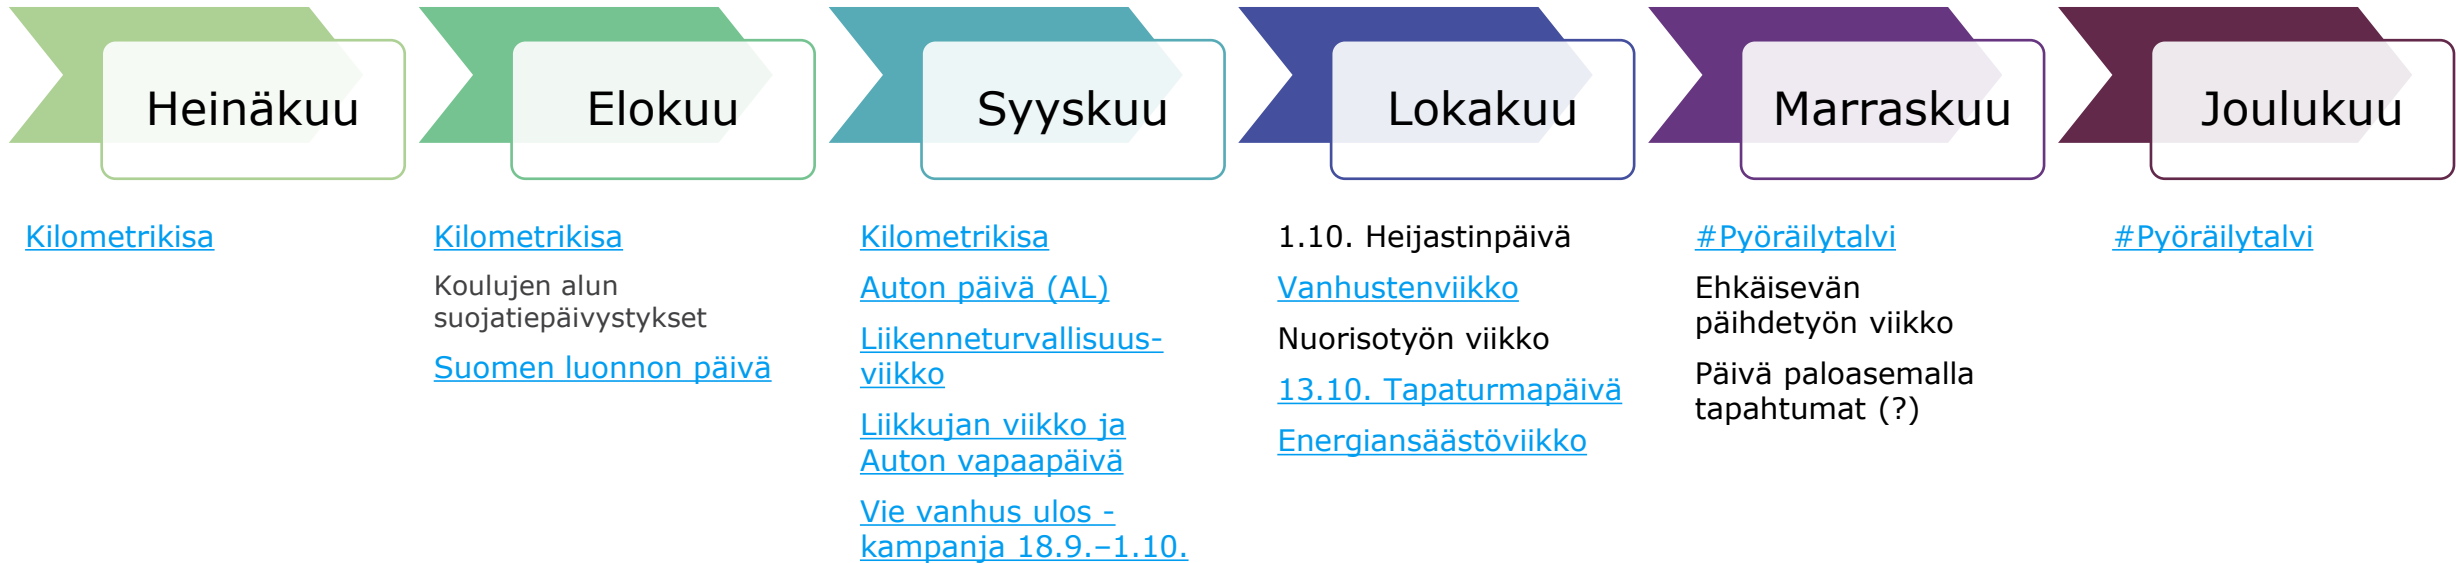 Heinäkuu
Elokuu
Syyskuu
Lokakuu
Marraskuu
Joulukuu
Kilometrikisa
Kilometrikisa
Koulujen alun
suojatiepäivystykset
Suomen luonnon päivä
Kilometrikisa
Auton päivä (AL)
Liikenneturvallisuus-
viikko
Liikkujan viikko ja
Auton vapaapäivä
Vie vanhus ulos -
kampanja 18.9.–1.10.
1.10. Heijastinpäivä
Vanhustenviikko
Nuorisotyön viikko
13.10. Tapaturmapäivä
Energiansäästöviikko
#Pyöräilytalvi
Ehkäisevän
päihdetyön viikko
Päivä paloasemalla
tapahtumat (?)
#Pyöräilytalvi